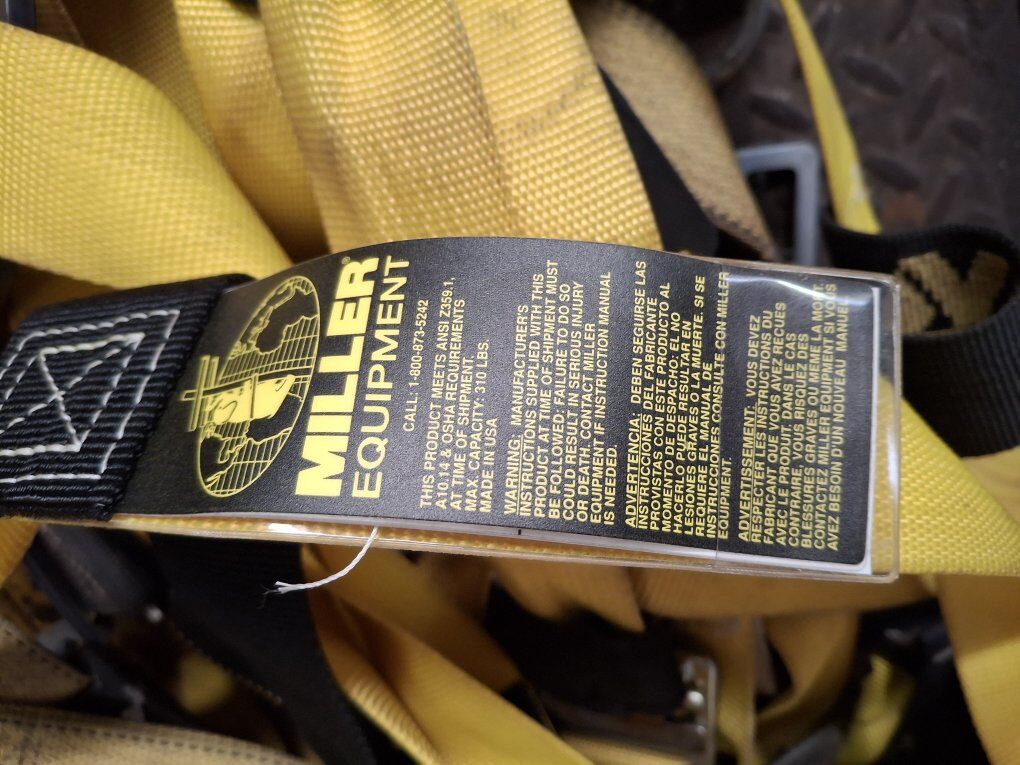 MILLER®
EQUIPMENT
CALL: 1-800-873-5242
THIS PRODUCT MEETS ANSI Z359.1,
A10.14 & OSHA REQUIREMENTS
AT TIME OF SHIPMENT.
MAX CAPACITY: 310 LBS.
MADE IN USA
WARNING: MANUFACTURER'S
INSTRUCTIONS SUPPLIED WITH THIS
PRODUCT AT TIME OF SHIPMENT MUST
BE FOLLOWED: FAILURE TO DO SO
COULD RESULT IN SERIOUS INJURY
OR DEATH. CONTACT MILLER
EQUIPMENT IF INSTRUCTION MANUAL
IS NEEDED.
ADVERTENCIA: DEBEN SEGUIRSE LAS
INSTRUCCIONES DEL FABRICANTE
PROVISTAS CON ESTE PRODUCTO AL
MOMENTO DE DESPACHO: EL NO
HACERLO PUEDE RESULTAR EN
LESIONES GRAVES O LA MUERTE. SI SE
REQUIERE EL MANUAL DE
INSTRUCCIONES CONSULTE CON MILLER
EQUIPMENT.
AVERTISSEMENT: VOUS DEVEZ
RESPECTER LES INSTRUCTIONS DU
FABRICANT QUE VOUS AVEZ REÇUES
AVEC LE PRODUIT. DANS LE CAS
CONTRAIRE, VOUS RISQUEZ DES
BLESSURES GRAVES OU MÊME LA MORT.
CONTACTEZ MILLER EQUIPMENT SI VOUS
AVEZ BESOIN D'UN NOUVEAU MANUEL.